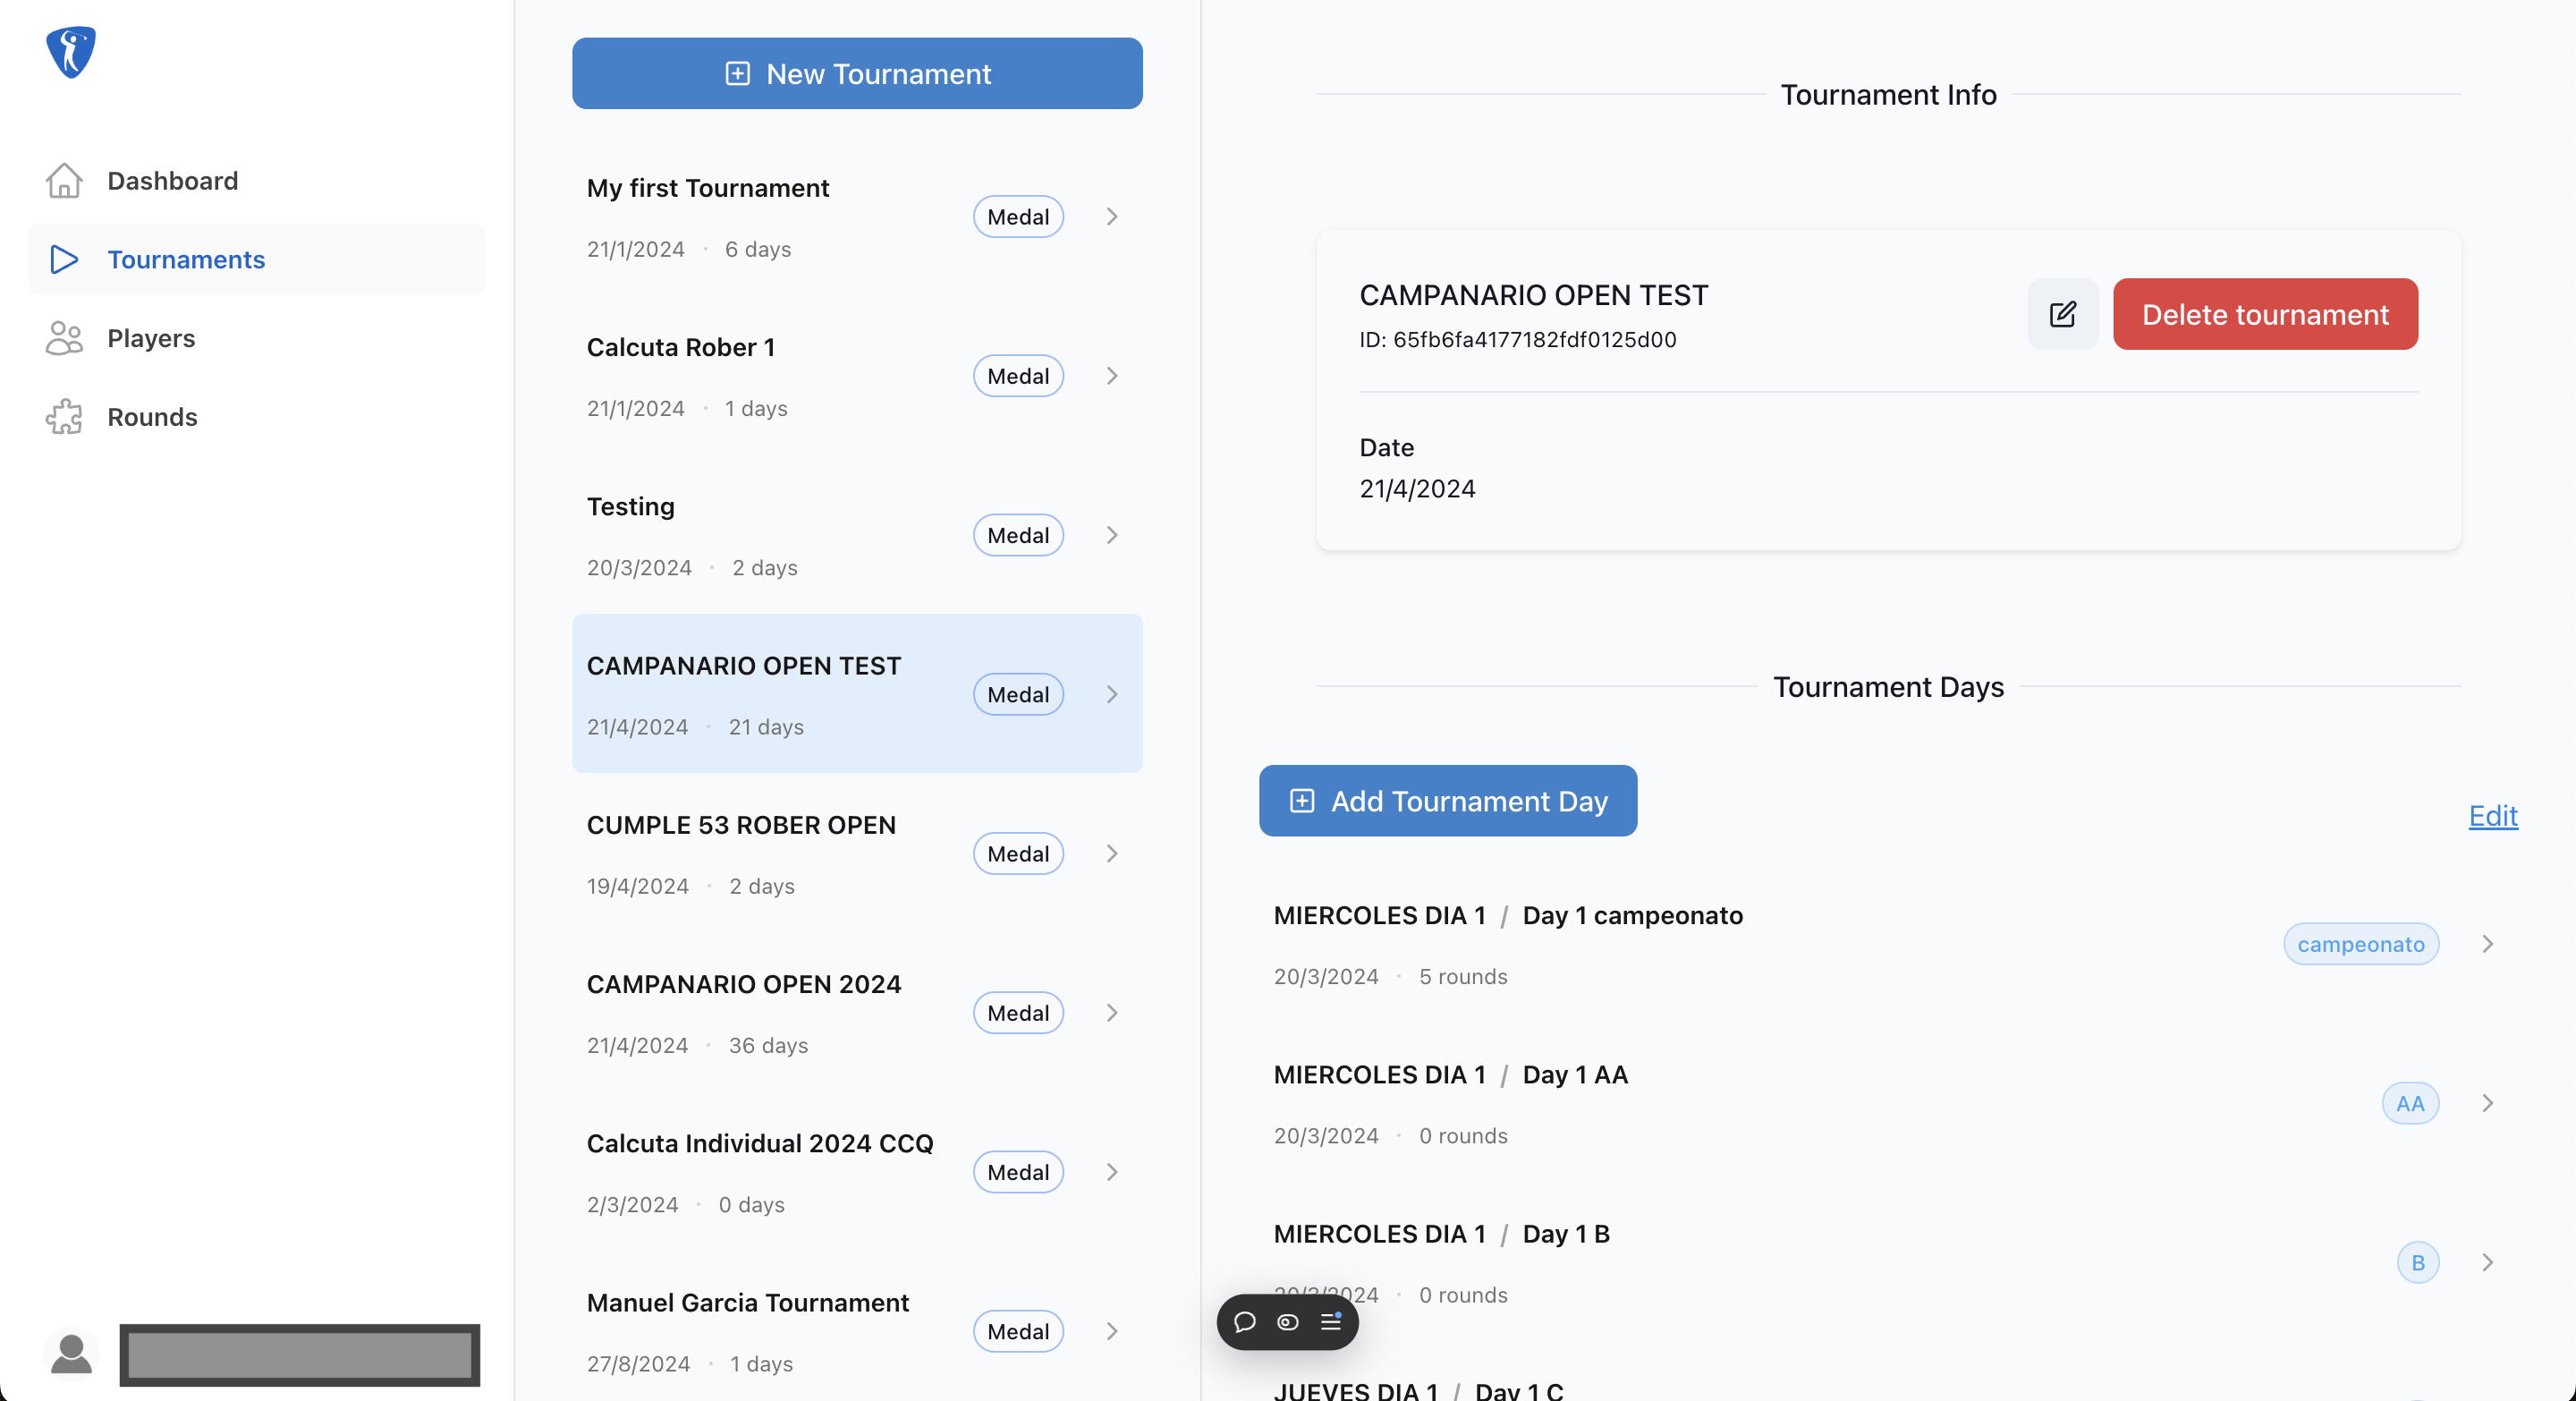 Dashboard
Tournaments
Players
Rounds
New Tournament
My first Tournament
21/1/2024 · 6 days
Medal
Calcuta Rober 1
21/1/2024 · 1 days
Medal
Testing
20/3/2024 · 2 days
Medal
CAMPANARIO OPEN TEST
21/4/2024 · 21 days
Medal
CUMPLE 53 ROBER OPEN
19/4/2024 · 2 days
Medal
CAMPANARIO OPEN 2024
21/4/2024 · 36 days
Medal
Calcuta Individual 2024 CCQ
2/3/2024 · 0 days
Medal
Manuel Garcia Tournament
27/8/2024 · 1 days
Medal
Tournament Info
CAMPANARIO OPEN TEST
ID: 65fb6fa4177182fdf0125d00
Delete tournament
Date
21/4/2024
Tournament Days
Add Tournament Day
Edit
MIERCOLES DIA 1 / Day 1 campeonato
20/3/2024 · 5 rounds
campeonato
MIERCOLES DIA 1 / Day 1 AA
20/3/2024 · 0 rounds
AA
MIERCOLES DIA 1 / Day 1 B
20/3/2024 · 0 rounds
B
JUEVES DIA 1 / Day 1 C